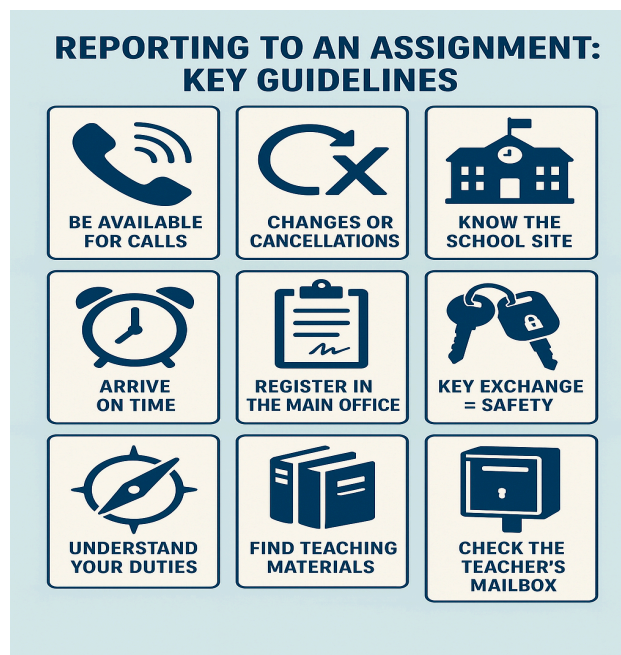 REPORTING TO AN ASSIGNMENT:
KEY GUIDELINES
BE AVAILABLE
FOR CALLS
CHANGES OR
CANCELLATIONS
KNOW THE
SCHOOL SITE
ARRIVE
ON TIME
REGISTER IN
THE MAIN OFFICE
KEY EXCHANGE
= SAFETY
UNDERSTAND
YOUR DUTIES
FIND TEACHING
MATERIALS
CHECK THE
TEACHER'S
MAILBOX